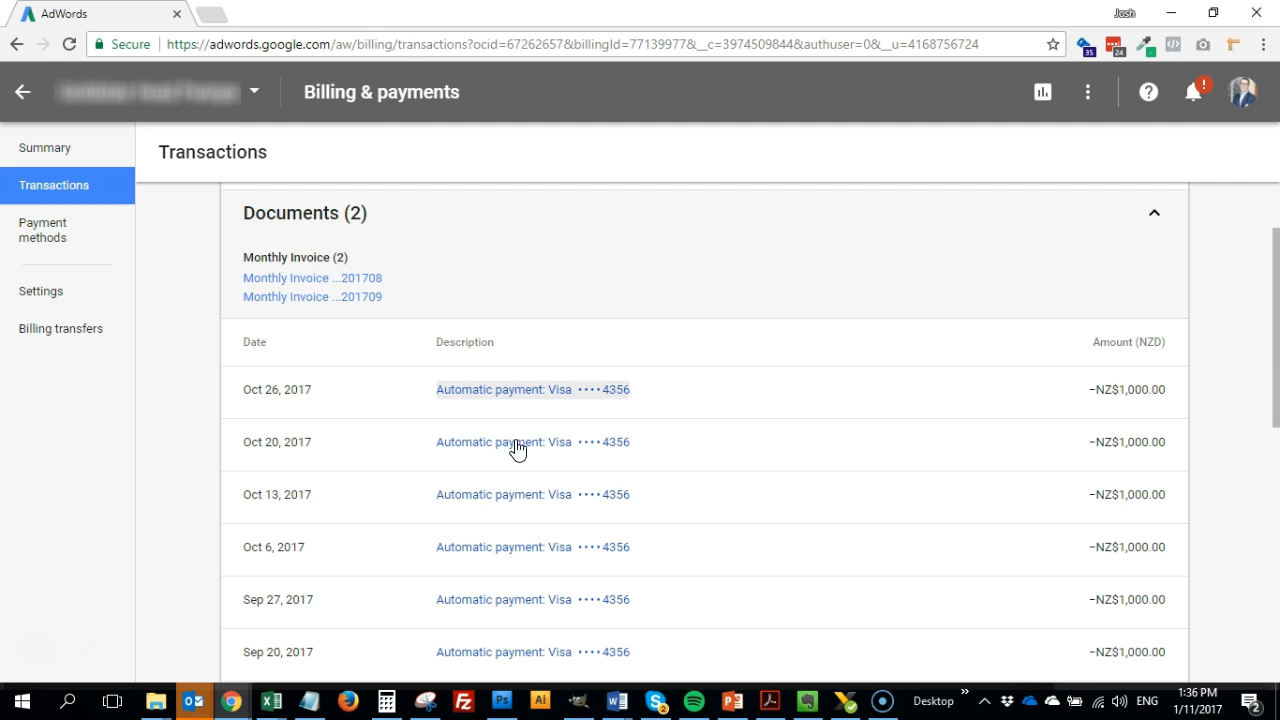 AdWords
Josh
Secure
https://adwords.google.com/aw/billing/transactions?ocid=67262657&billingId=77139977&__c=3974509844&authuser=0&__u=4168756724
35
24
Billing & payments
Summary
Transactions
Payment
methods
Settings
Billing transfers
Transactions
Documents (2)
Monthly Invoice (2)
Monthly Invoice ...201708
Monthly Invoice ...201709
Date Description Amount (NZD)
Oct 26, 2017 Automatic payment: Visa ····4356 −NZ$1,000.00
Oct 20, 2017 Automatic payment: Visa ····4356 −NZ$1,000.00
Oct 13, 2017 Automatic payment: Visa ····4356 −NZ$1,000.00
Oct 6, 2017 Automatic payment: Visa ····4356 −NZ$1,000.00
Sep 27, 2017 Automatic payment: Visa ····4356 −NZ$1,000.00
Sep 20, 2017 Automatic payment: Visa ····4356 −NZ$1,000.00
Desktop
ENG
1:36 PM
1/11/2017
2